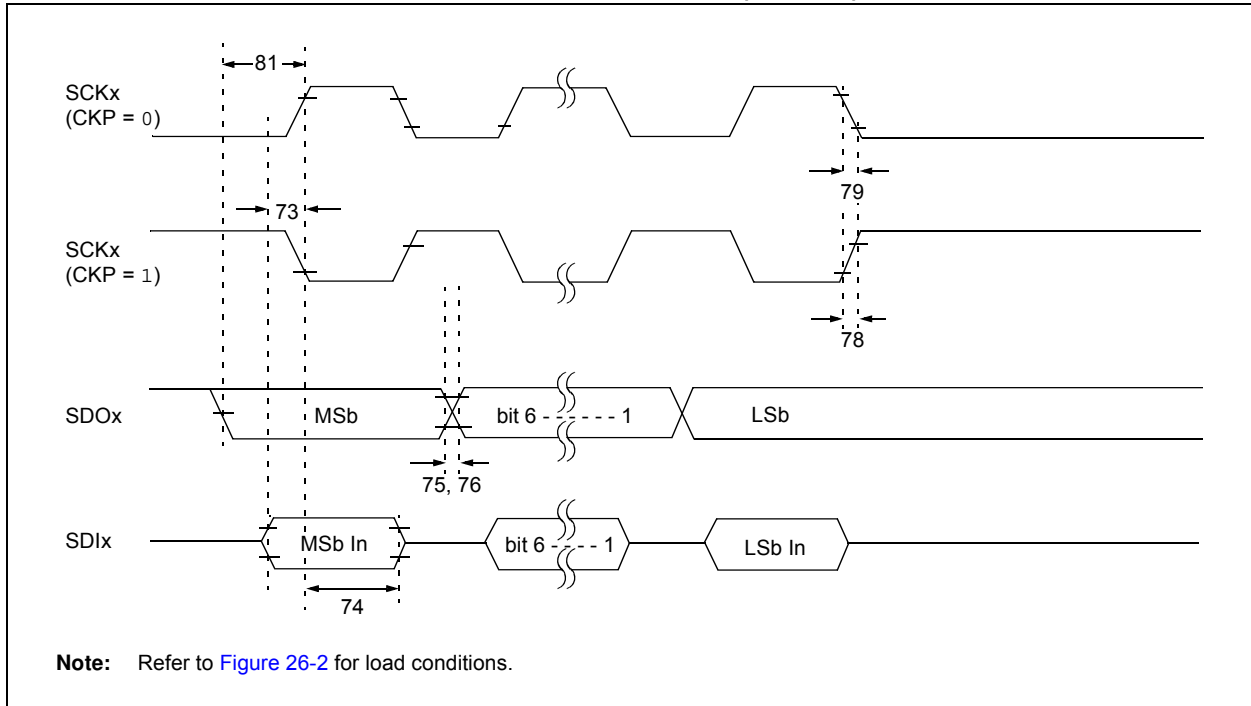 81
SCKx
(CKP = 0)
79
73
SCKx
(CKP = 1)
78
SDOx
MSb
bit 6 - - - - - - 1
LSb
75, 76
SDIx
MSb In
bit 6 - - - - 1
LSb In
74
Note: Refer to Figure 26-2 for load conditions.